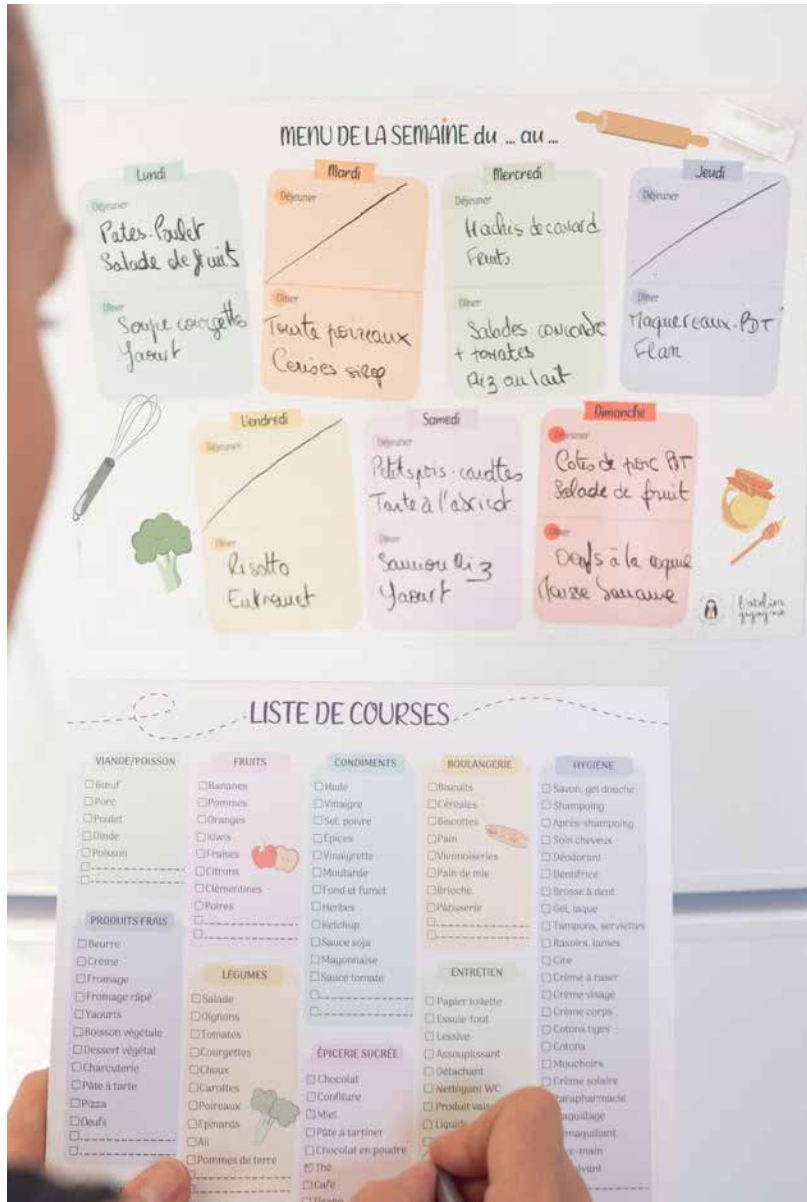 MENU DE LA SEMAINE du ... au ...
Lundi
Déjeuner
Pates. Poulet
Salade de fruits
Dîner
Soupe courgettes
Yaourt
Mardi
Déjeuner
Dîner
Tourte poireaux
Cerises sirop
Mercredi
Déjeuner
Hachis de canard
Fruits
Dîner
Salades concombre
+ tomates
Riz au lait
Jeudi
Déjeuner
Dîner
Maquereaux. PDT
Flan
Vendredi
Déjeuner
Dîner
Risotto
Entremet
Samedi
Déjeuner
Petits pois - carottes
Tarte à l'abricot
Dîner
Saumon Riz
Yaourt
Dimanche
Déjeuner
Cotes de porc PDT
Salade de fruit
Dîner
Oeufs à la coque
Mousse banane
l'atelier
gigogne
LISTE DE COURSES
VIANDE/POISSON
Bœuf
Porc
Poulet
Dinde
Poisson
PRODUITS FRAIS
Beurre
Crème
Fromage
Fromage râpé
Yaourts
Boisson végétale
Dessert végétal
Charcuterie
Pâte à tarte
Pizza
Oeufs
FRUITS
Bananes
Pommes
Oranges
Kiwis
Fraises
Citrons
Clémentines
Poires
LÉGUMES
Salade
Oignons
Tomates
Courgettes
Choux
Carottes
Poireaux
Epinards
Ail
Pommes de terre
CONDIMENTS
Huile
Vinaigre
Sel, poivre
Épices
Vinaigrette
Moutarde
Fond et fumet
Herbes
Ketchup
Sauce soja
Mayonnaise
Sauce tomate
ÉPICERIE SUCRÉE
Chocolat
Confiture
Miel
Pâte à tartiner
Chocolat en poudre
Thé
Café
BOULANGERIE
Biscuits
Céréales
Biscottes
Pain
Viennoiseries
Pain de mie
Brioche
Pâtisserie
ENTRETIEN
Papier toilette
Essuie-tout
Lessive
Assouplissant
Détachant
Nettoyant WC
Produit
HYGIÈNE
Savon, gel douche
Shampoing
Après-shampoing
Soin cheveux
Déodorant
Dentifrice
Brosse à dent
Gel, laque
Tampons, serviettes
Rasoirs, lames
Cire
Crème à raser
Crème visage
Crème corps
Cotons tiges
Cotons
Mouchoirs
Crème solaire